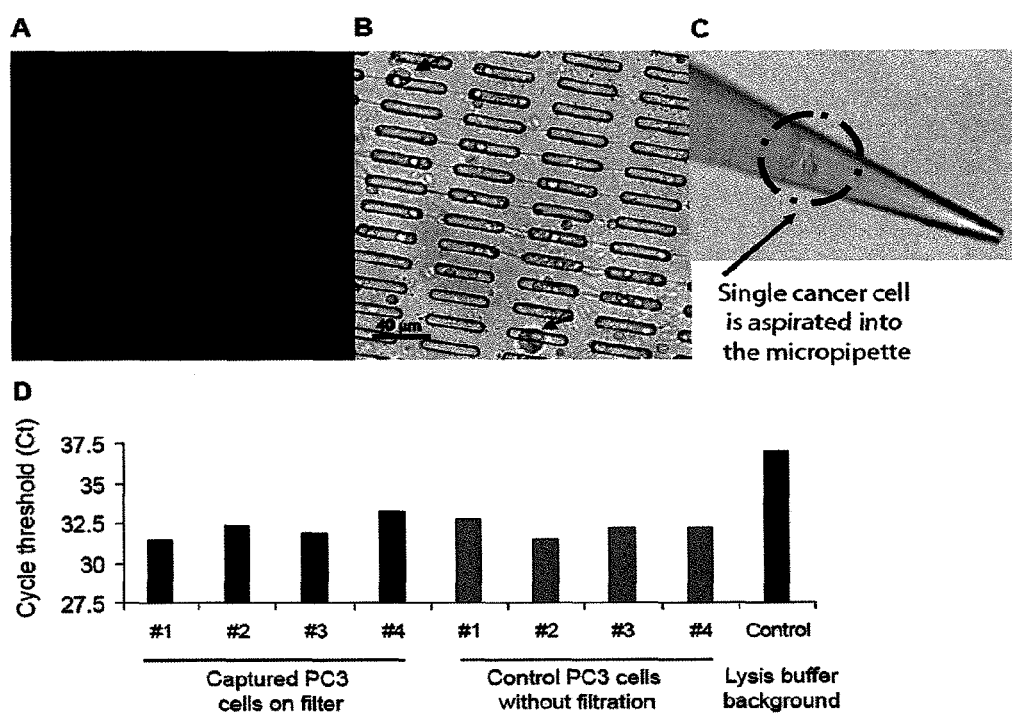 A
B
C
40 µm
Single cancer cell
is aspirated into
the micropipette
D
Cycle threshold (Ct)
37.5
35
32.5
30
27.5
#1 #2 #3 #4 #1 #2 #3 #4 Control
Captured PC3
cells on filter
Control PC3 cells
without filtration
Lysis buffer
background